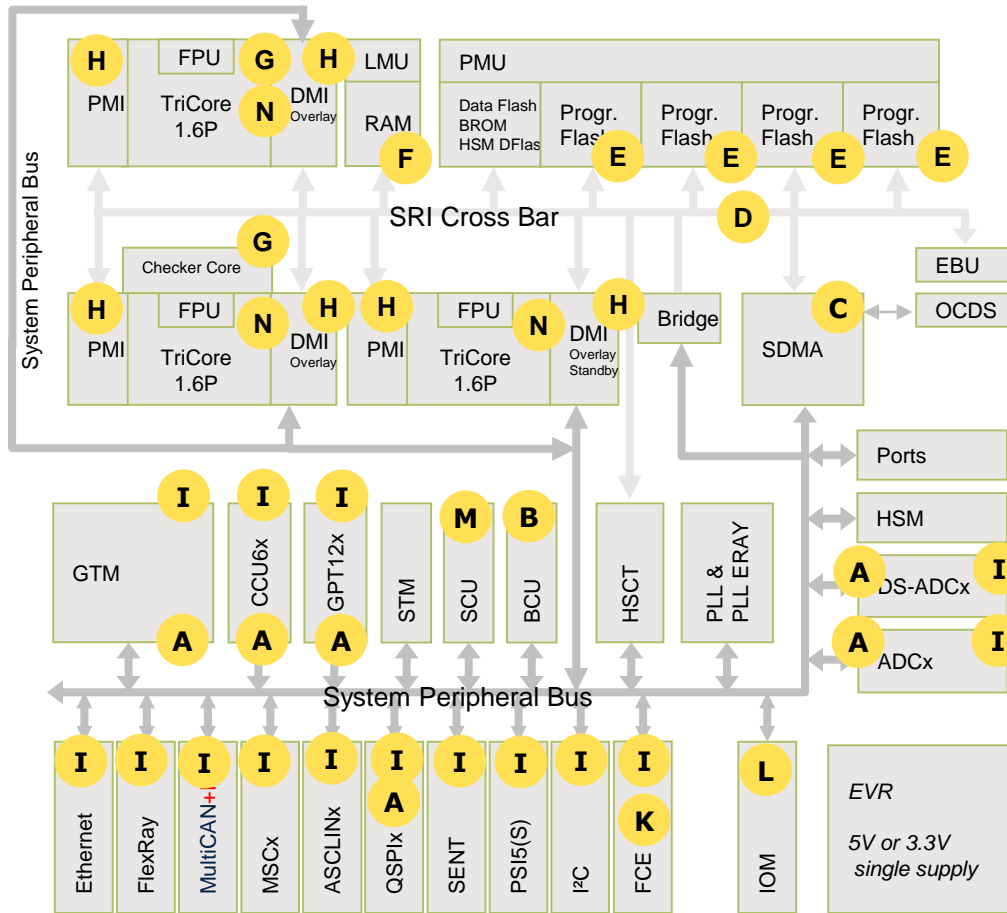 System Peripheral Bus
H
PMI
FPU
TriCore
1.6P
G
N
H
DMI
Overlay
LMU
RAM
F
PMU
Data Flash
BROM
HSM DFlas
Progr.
Flash
E
Progr.
Flash
E
Progr.
Flash
E
Progr.
Flash
E
SRI Cross Bar
D
G
Checker Core
H
PMI
FPU
TriCore
1.6P
N
H
DMI
Overlay
H
PMI
FPU
TriCore
1.6P
N
H
DMI
Overlay
Standby
Bridge
C
SDMA
EBU
OCDS
Ports
HSM
A
DS-ADCx
I
A
ADCx
I
I
GTM
A
I
CCU6x
A
I
GPT12x
A
STM
M
SCU
B
BCU
HSCT
PLL &
PLL ERAY
System Peripheral Bus
I
Ethernet
I
FlexRay
I
MultiCAN+
I
MSCx
I
ASCLINx
I
A
QSPIx
I
SENT
I
PSI5(S)
I
I²C
I
K
FCE
L
IOM
EVR
5V or 3.3V
single supply